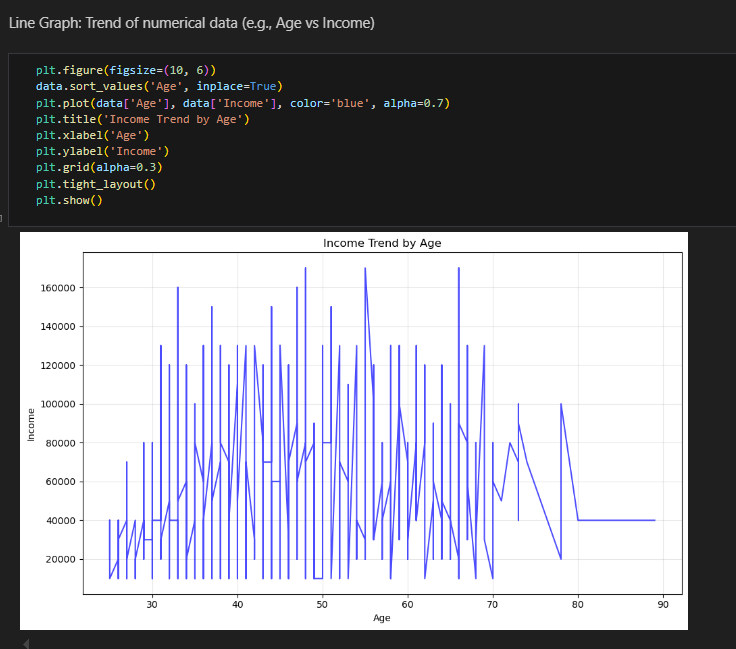 Line Graph: Trend of numerical data (e.g., Age vs Income)
plt.figure(figsize=(10, 6))
data.sort_values('Age', inplace=True)
plt.plot(data['Age'], data['Income'], color='blue', alpha=0.7)
plt.title('Income Trend by Age')
plt.xlabel('Age')
plt.ylabel('Income')
plt.grid(alpha=0.3)
plt.tight_layout()
plt.show()
Income Trend by Age
160000
140000
120000
100000
80000
60000
40000
20000
Income
30 40 50 60 70 80 90
Age